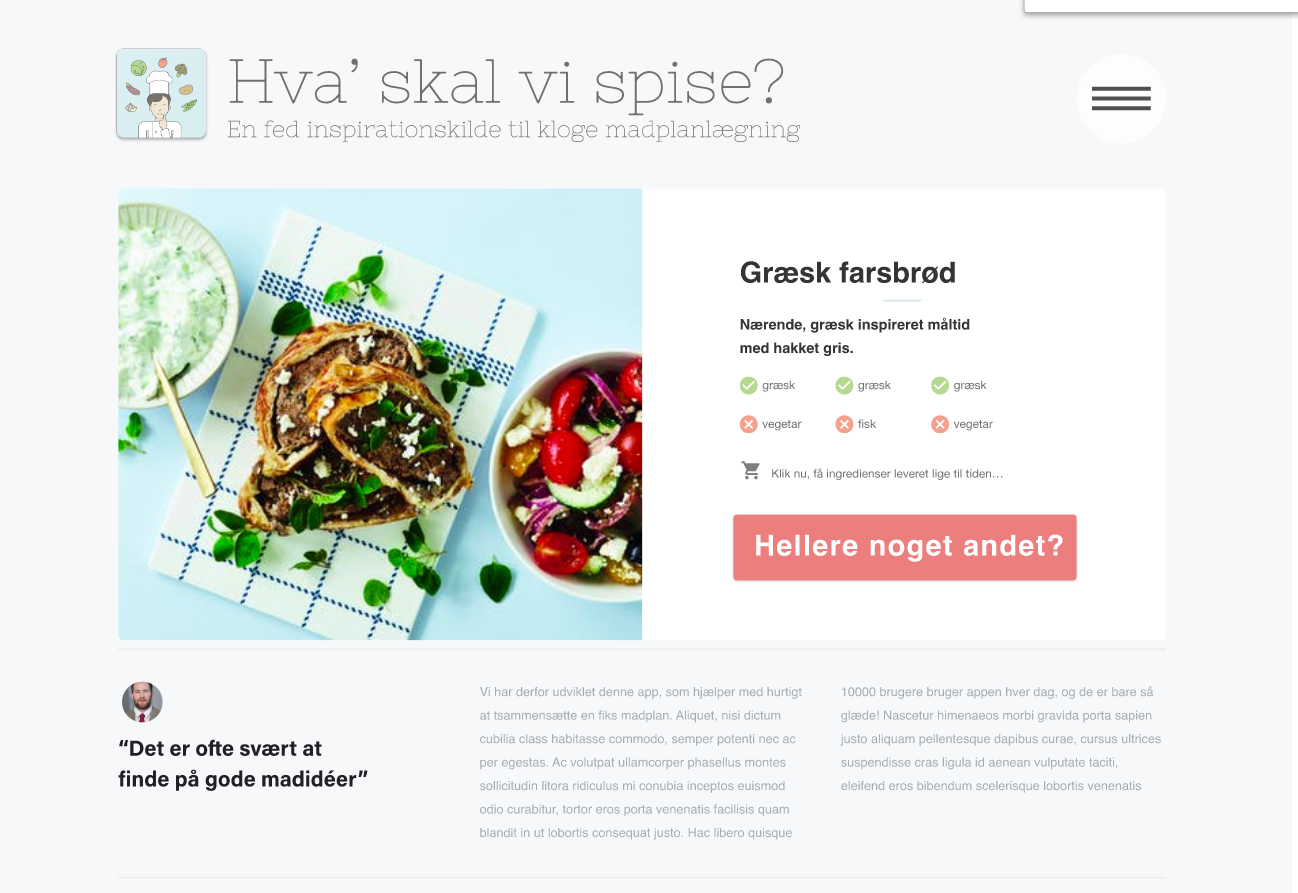 Hva’ skal vi spise?
En fed inspirationskilde til kloge madplanlægning
Græsk farsbrød
Nærende, græsk inspireret måltid
med hakket gris.
græsk græsk græsk
vegetar fisk vegetar
Klik nu, få ingredienser leveret lige til tiden…
Hellere noget andet?
“Det er ofte svært at
finde på gode madidéer”
Vi har derfor udviklet denne app, som hjælper med hurtigt
at tsammensætte en fiks madplan. Aliquet, nisi dictum
cubilia class habitasse commodo, semper potenti nec ac
per egestas. Ac volutpat ullamcorper phasellus montes
sollicitudin litora ridiculus mi conubia inceptos euismod
odio curabitur, tortor eros porta venenatis facilisis quam
blandit in ut lobortis consequat justo. Hac libero quisque
10000 brugere bruger appen hver dag, og de er bare så
glæde! Nascetur himenaeos morbi gravida porta sapien
justo aliquam pellentesque dapibus curae, cursus ultrices
suspendisse cras ligula id aenean vulputate taciti,
eleifend eros bibendum scelerisque lobortis venenatis